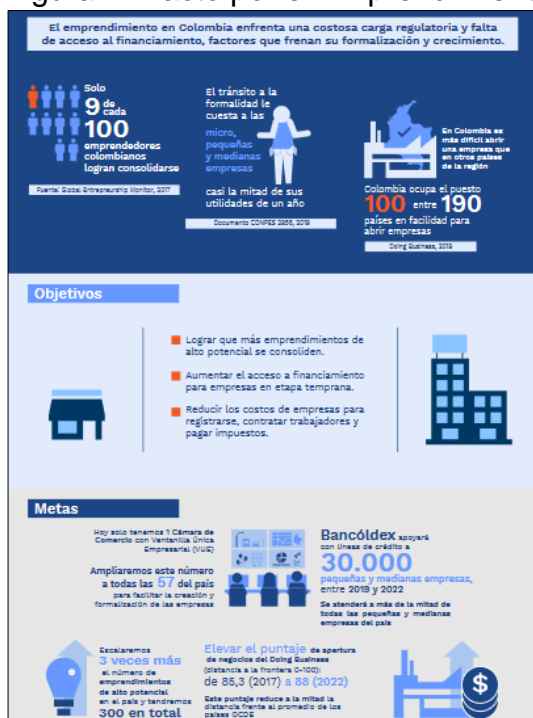 El emprendimiento en Colombia enfrenta una costosa carga regulatoria y falta
de acceso al financiamiento, factores que frenan su formalización y crecimiento.
Solo
9 de
cada
100
emprendedores
colombianos
logran consolidarse
Fuente: Global Entrepreneurship Monitor, 2017
El tránsito a la
formalidad le
cuesta a las
micro,
pequeñas
y medianas
empresas
casi la mitad de sus
utilidades de un año
Documento CONPES 3956, 2019
En Colombia es
más difícil abrir
una empresa que
en otros países
de la región
Colombia ocupa el puesto
100 entre 190
países en facilidad para
abrir empresas
Doing Business, 2019
Objetivos
Lograr que más emprendimientos de
alto potencial se consoliden.
Aumentar el acceso a financiamiento
para empresas en etapa temprana.
Reducir los costos de empresas para
registrarse, contratar trabajadores y
pagar impuestos.
Metas
Hoy solo tenemos 1 Cámara de
Comercio con Ventanilla Única
Empresarial (VUE)
Ampliaremos este número
a todas las 57 del país
para facilitar la creación y
formalización de las empresas
Bancóldex apoyará
con líneas de crédito a
30.000
pequeñas y medianas empresas,
entre 2019 y 2022
Se atenderá a más de la mitad de
todas las pequeñas y medianas
empresas del país
Escalaremos
3 veces más
el número de
emprendimientos
de alto potencial
en el país y tendremos
300 en total
Elevar el puntaje de apertura
de negocios del Doing Business
(distancia a la frontera 0-100):
de 85,3 (2017) a 88 (2022)
Este puntaje reduce a la mitad la
distancia frente al promedio de los
países OCDE
$